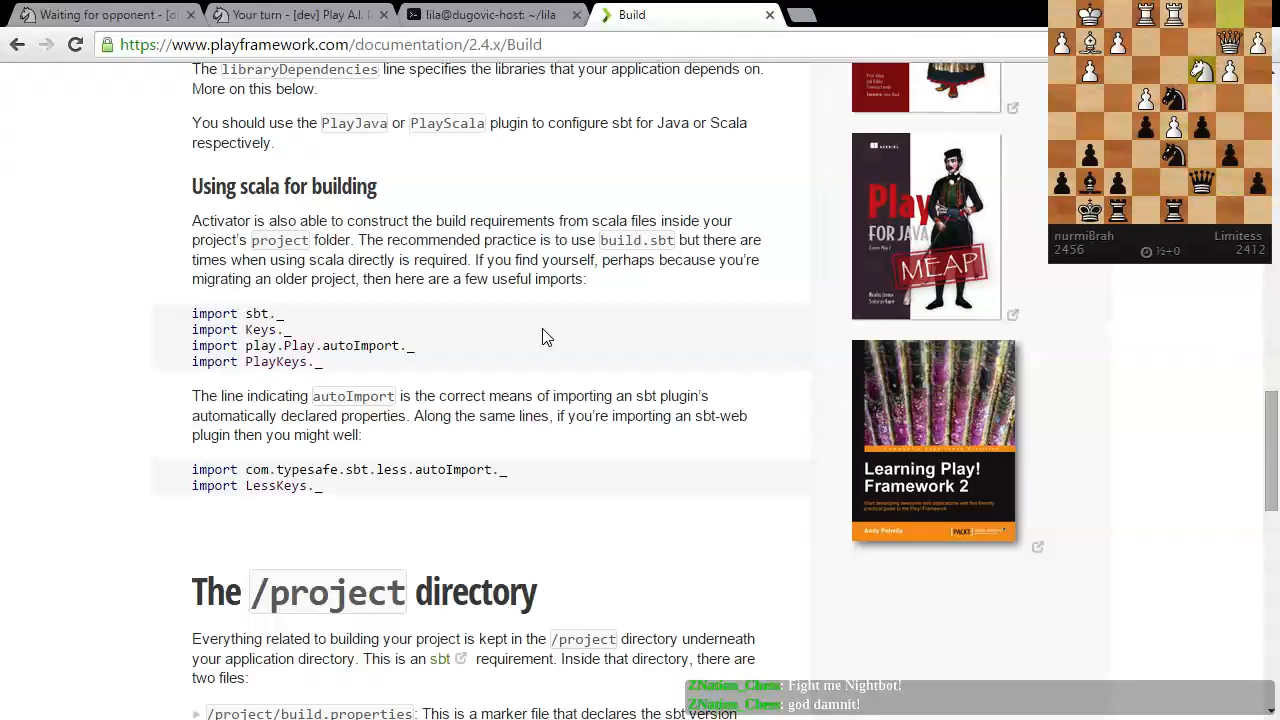 Waiting opponent - [d
Your turn - [dev] Play A.I.
lila@dugovic-host: ~/lila
Build
https://www.playframework.com/documentation/2.4.x/Build
The libraryDependencies line specifies the libraries that your application depends on.
More on this below.
You should use the PlayJava or PlayScala plugin to configure sbt for Java or Scala
respectively.
Using scala for building
Activator is also able to construct the build requirements from scala files inside your
project's project folder. The recommended practice is to use build.sbt but there are
times when using scala directly is required. If you find yourself, perhaps because you're
migrating an older project, then here are a few useful imports:
import sbt._
import Keys._
import play.Play.autoImport._
import PlayKeys._
The line indicating autoImport is the correct means of importing an sbt plugin's
automatically declared properties. Along the same lines, if you're importing an sbt-web
plugin then you might well:
import com.typesafe.sbt.less.autoImport._
import LessKeys._
The /project directory
Everything related to building your project is kept in the /project directory underneath
your application directory. This is an sbt requirement. Inside that directory, there are
two files:
/project/build.properties: This is a marker file that declares the sbt version
MANNING
Play
FOR JAVA
MEAP
Learning Play!
Framework 2
Andy Petrella
PACKT
nurmißrah
Limitess
2456
½+0
2412
ZNation_Chess: Fight me Nightbot!
ZNation_Chess: god damnit!